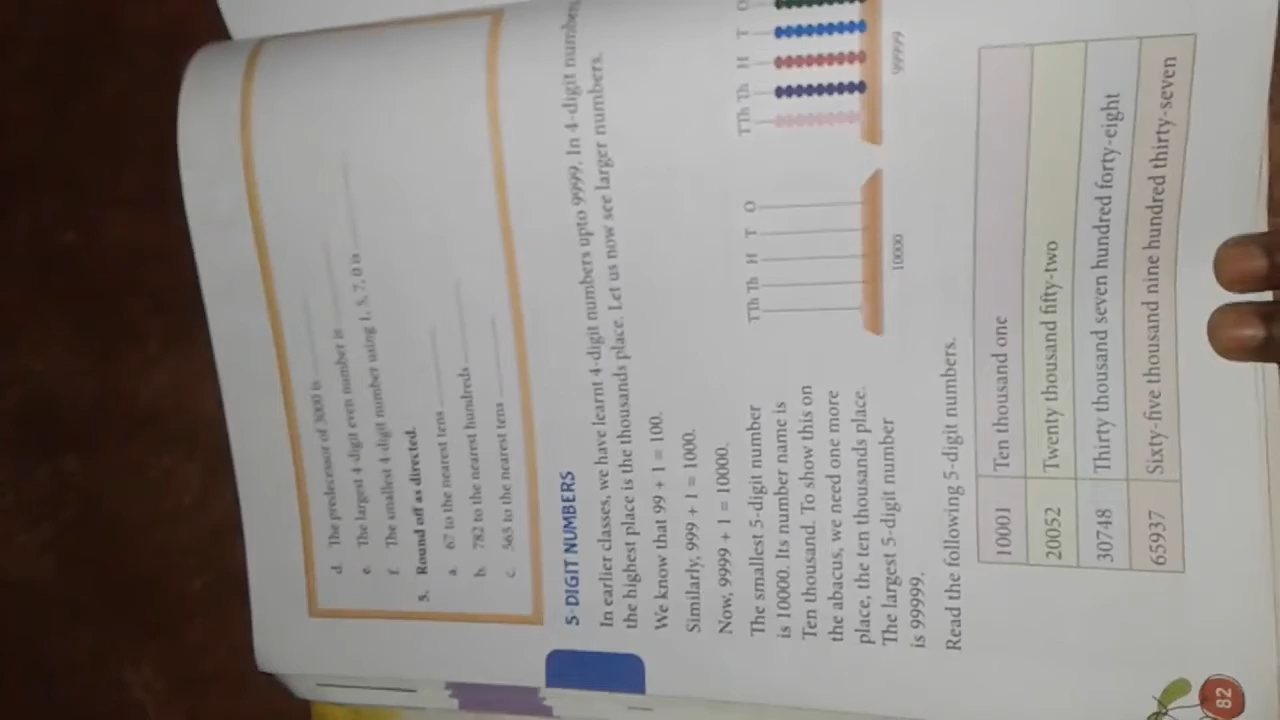 d. The predecessor of 3000 is
e. The largest 4-digit even number is
f. The smallest 4-digit number using 1, 5, 7, 0 is
5. Round off as directed.
a. 67 to the nearest tens
b. 782 to the nearest hundreds
c. 565 to the nearest tens
5-DIGIT NUMBERS
In earlier classes, we have learnt 4-digit numbers upto 9999. In 4-digit numbers,
the highest place is the thousands place. Let us now see larger numbers.
We know that 99 + 1 = 100.
Similarly, 999 + 1 = 1000.
Now, 9999 + 1 = 10000.
The smallest 5-digit number
is 10000. Its number name is
Ten thousand. To show this on
the abacus, we need one more
place, the ten thousands place.
The largest 5-digit number
is 99999.
TTh Th H T O
10000
TTh Th H T O
99999
Read the following 5-digit numbers.
10001 Ten thousand one
20052 Twenty thousand fifty-two
30748 Thirty thousand seven hundred forty-eight
65937 Sixty-five thousand nine hundred thirty-seven
82